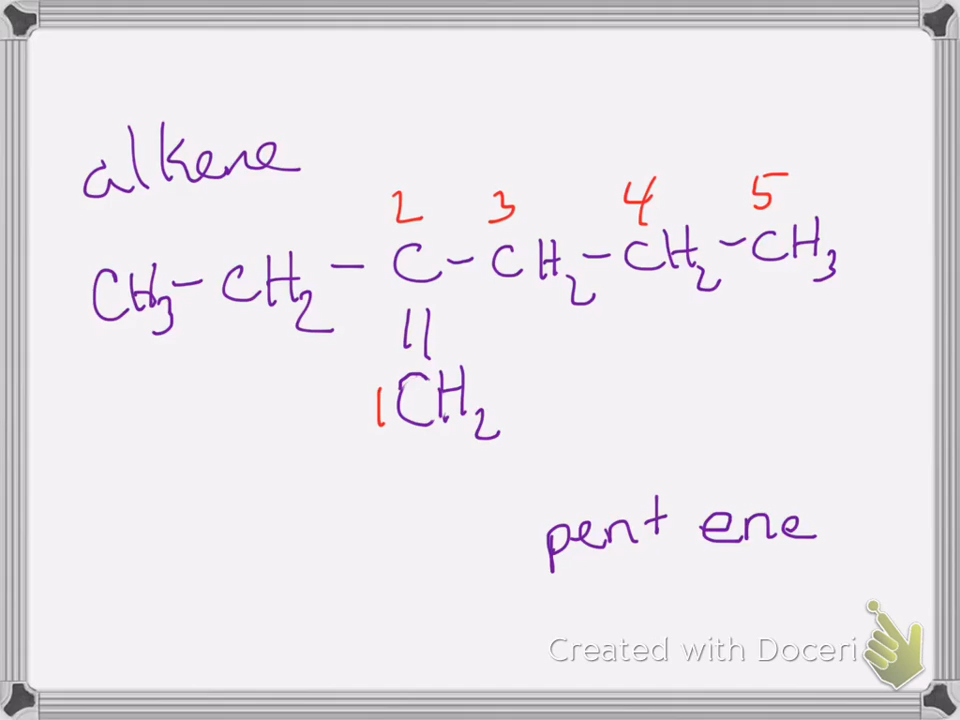 alkene
2 3 4 5
CH3-CH2-C-CH2-CH2-CH3
||
1CH2
pent ene
Created with Doceri